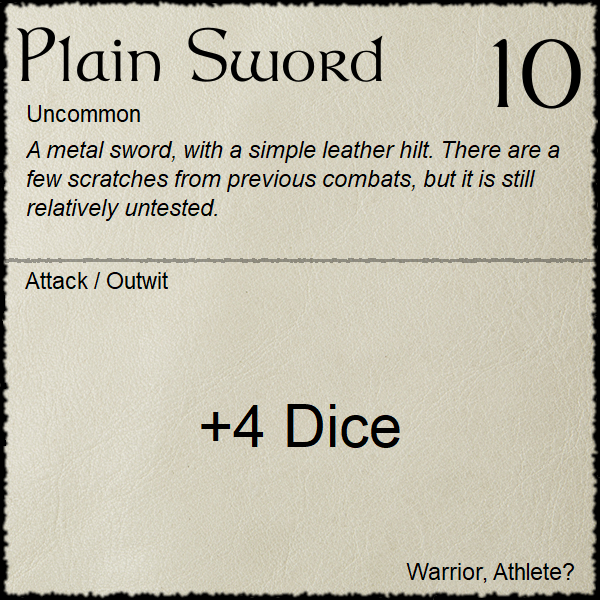 Plain Sword
10
Uncommon
A metal sword, with a simple leather hilt. There are a
few scratches from previous combats, but it is still
relatively untested.
Attack / Outwit
+4 Dice
Warrior, Athlete?